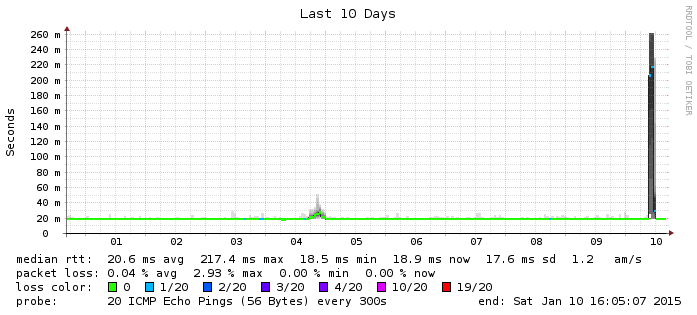 Last 10 Days
RRDTOOL / TOBI OETIKER
Seconds
260 m
240 m
220 m
200 m
180 m
160 m
140 m
120 m
100 m
80 m
60 m
40 m
20 m
0
01 02 03 04 05 06 07 08 09 10
median rtt: 20.6 ms avg 217.4 ms max 18.5 ms min 18.9 ms now 17.6 ms sd 1.2 am/s
packet loss: 0.04 % avg 2.93 % max 0.00 % min 0.00 % now
loss color: 0 1/20 2/20 3/20 4/20 10/20 19/20
probe: 20 ICMP Echo Pings (56 Bytes) every 300s end: Sat Jan 10 16:05:07 2015